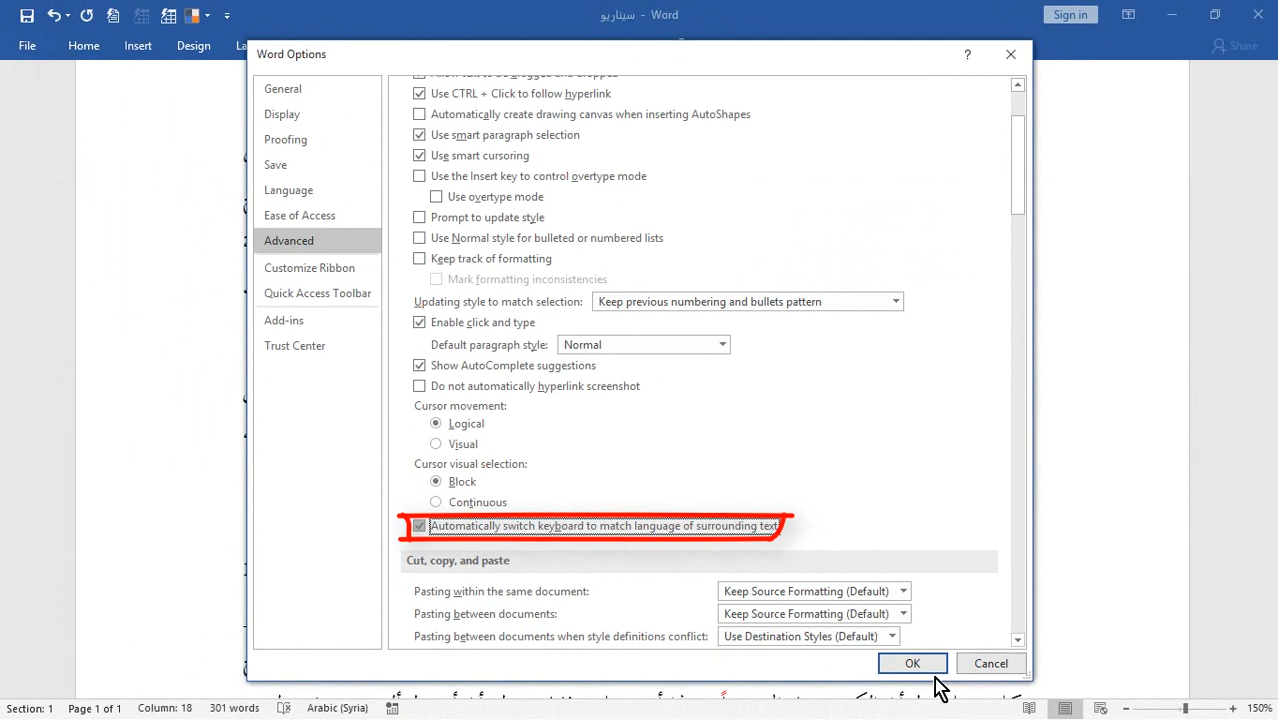 سيناريو - Word
Sign in
File Home Insert Design
Share
Word Options
General
Display
Proofing
Save
Language
Ease of Access
Advanced
Customize Ribbon
Quick Access Toolbar
Add-ins
Trust Center
Allow text to be dragged and dropped
Use CTRL + Click to follow hyperlink
Automatically create drawing canvas when inserting AutoShapes
Use smart paragraph selection
Use smart cursoring
Use the Insert key to control overtype mode
Use overtype mode
Prompt to update style
Use Normal style for bulleted or numbered lists
Keep track of formatting
Mark formatting inconsistencies
Updating style to match selection: Keep previous numbering and bullets pattern
Enable click and type
Default paragraph style: Normal
Show AutoComplete suggestions
Do not automatically hyperlink screenshot
Cursor movement:
Logical
Visual
Cursor visual selection:
Block
Continuous
Automatically switch keyboard to match language of surrounding text
Cut, copy, and paste
Pasting within the same document: Keep Source Formatting (Default)
Pasting between documents: Keep Source Formatting (Default)
Pasting between documents when style definitions conflict: Use Destination Styles (Default)
OK Cancel
Section: 1 Page 1 of 1 Column: 18 301 words Arabic (Syria) 150%